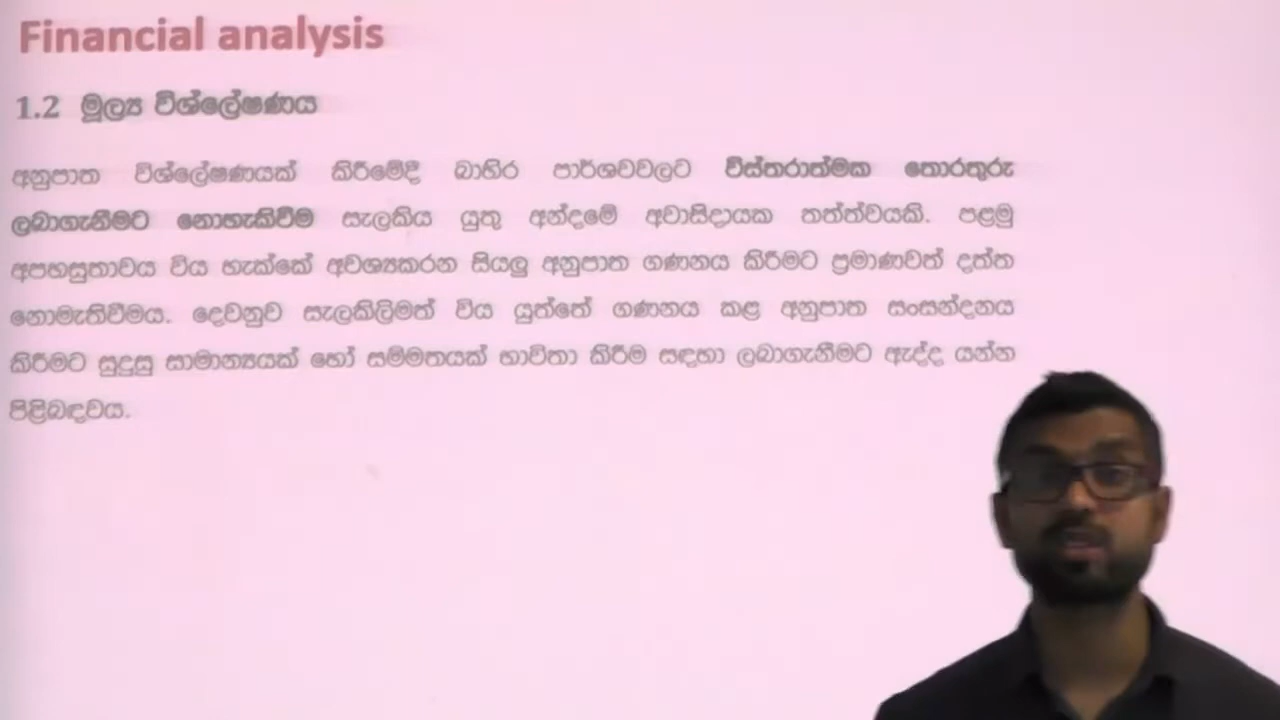 Financial analysis
1.2 මූල්‍ය විශ්ලේෂණය
අනුපාත විශ්ලේෂණයක් කිරීමේදී බාහිර පාර්ශවවලට විස්තරාත්මක තොරතුරු
ලබාගැනීමට නොහැකිවීම සැලකිය යුතු අන්දමේ අවාසිදායක තත්ත්වයකි. පළමු
අපහසුතාවය විය හැක්කේ අවශ්‍යකරන සියලු අනුපාත ගණනය කිරීමට ප්‍රමාණවත් දත්ත
නොමැතිවීමය. දෙවනුව සැලකිලිමත් විය යුත්තේ ගණනය කළ අනුපාත සංසන්දනය
කිරීමට සුදුසු සාමාන්‍යයක් හෝ සම්මතයක් භාවිතා කිරීම සඳහා ලබාගැනීමට ඇද්ද යන්න
පිළිබඳවය.